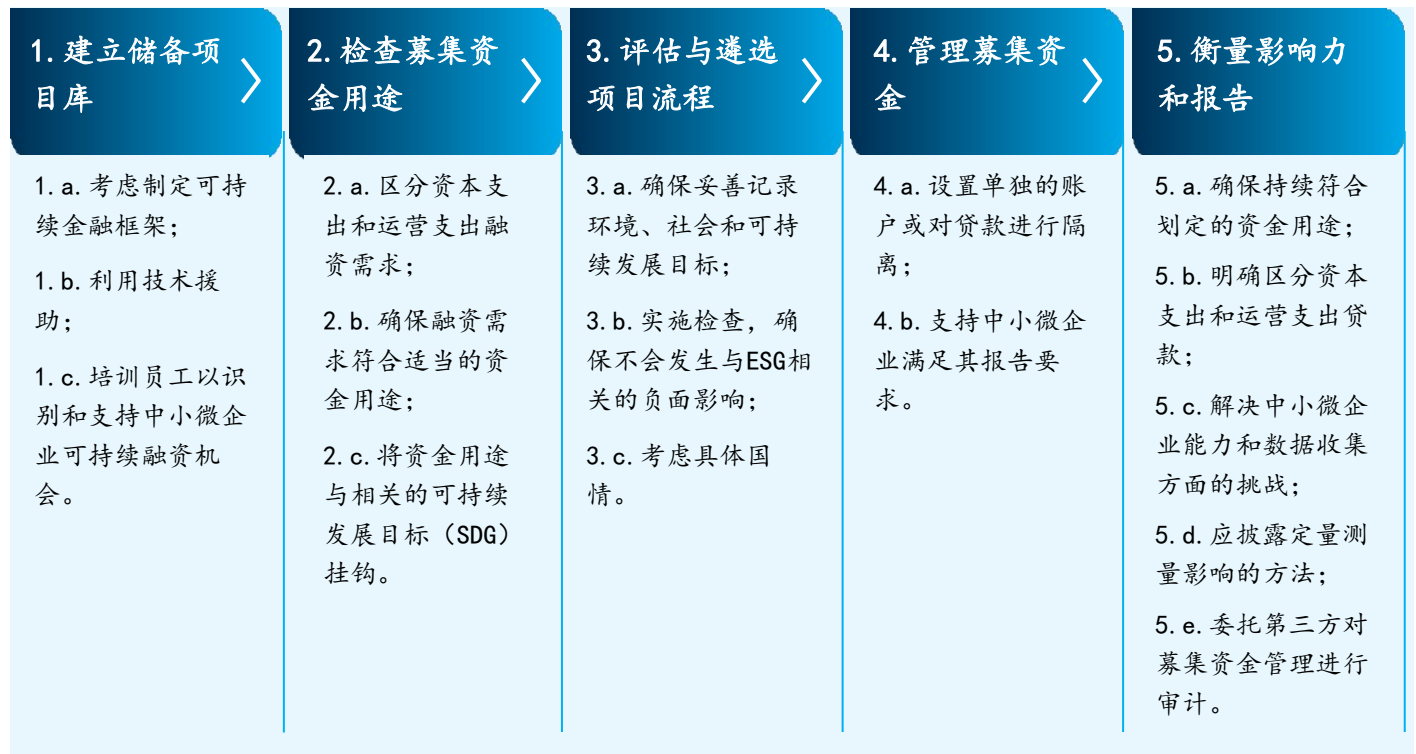 1.建立储备项
目库
1.a.考虑制定可持
续金融框架；
1.b.利用技术援
助；
1.c.培训员工以识
别和支持中小微企
业可持续融资机
会。
2.检查募集资
金用途
2.a.区分资本支
出和运营支出融
资需求；
2.b.确保融资需
求符合适当的资
金用途；
2.c.将资金用途
与相关的可持续
发展目标（SDG）
挂钩。
3.评估与遴选
项目流程
3.a.确保妥善记录
环境、社会和可持
续发展目标；
3.b.实施检查，确
保不会发生与ESG相
关的负面影响；
3.c.考虑具体国
情。
4.管理募集资
金
4.a.设置单独的账
户或对贷款进行隔
离；
4.b.支持中小微企
业满足其报告要
求。
5.衡量影响力
和报告
5.a.确保持续符合
划定的资金用途；
5.b.明确区分资本
支出和运营支出贷
款；
5.c.解决中小微企
业能力和数据收集
方面的挑战；
5.d.应披露定量测
量影响的方法；
5.e.委托第三方对
募集资金管理进行
审计。